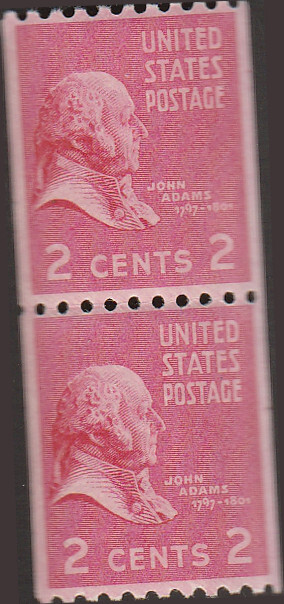 UNITED
STATES
POSTAGE
JOHN
ADAMS
1797-1801
2 CENTS 2
UNITED
STATES
POSTAGE
JOHN
ADAMS
1797-1801
2 CENTS 2